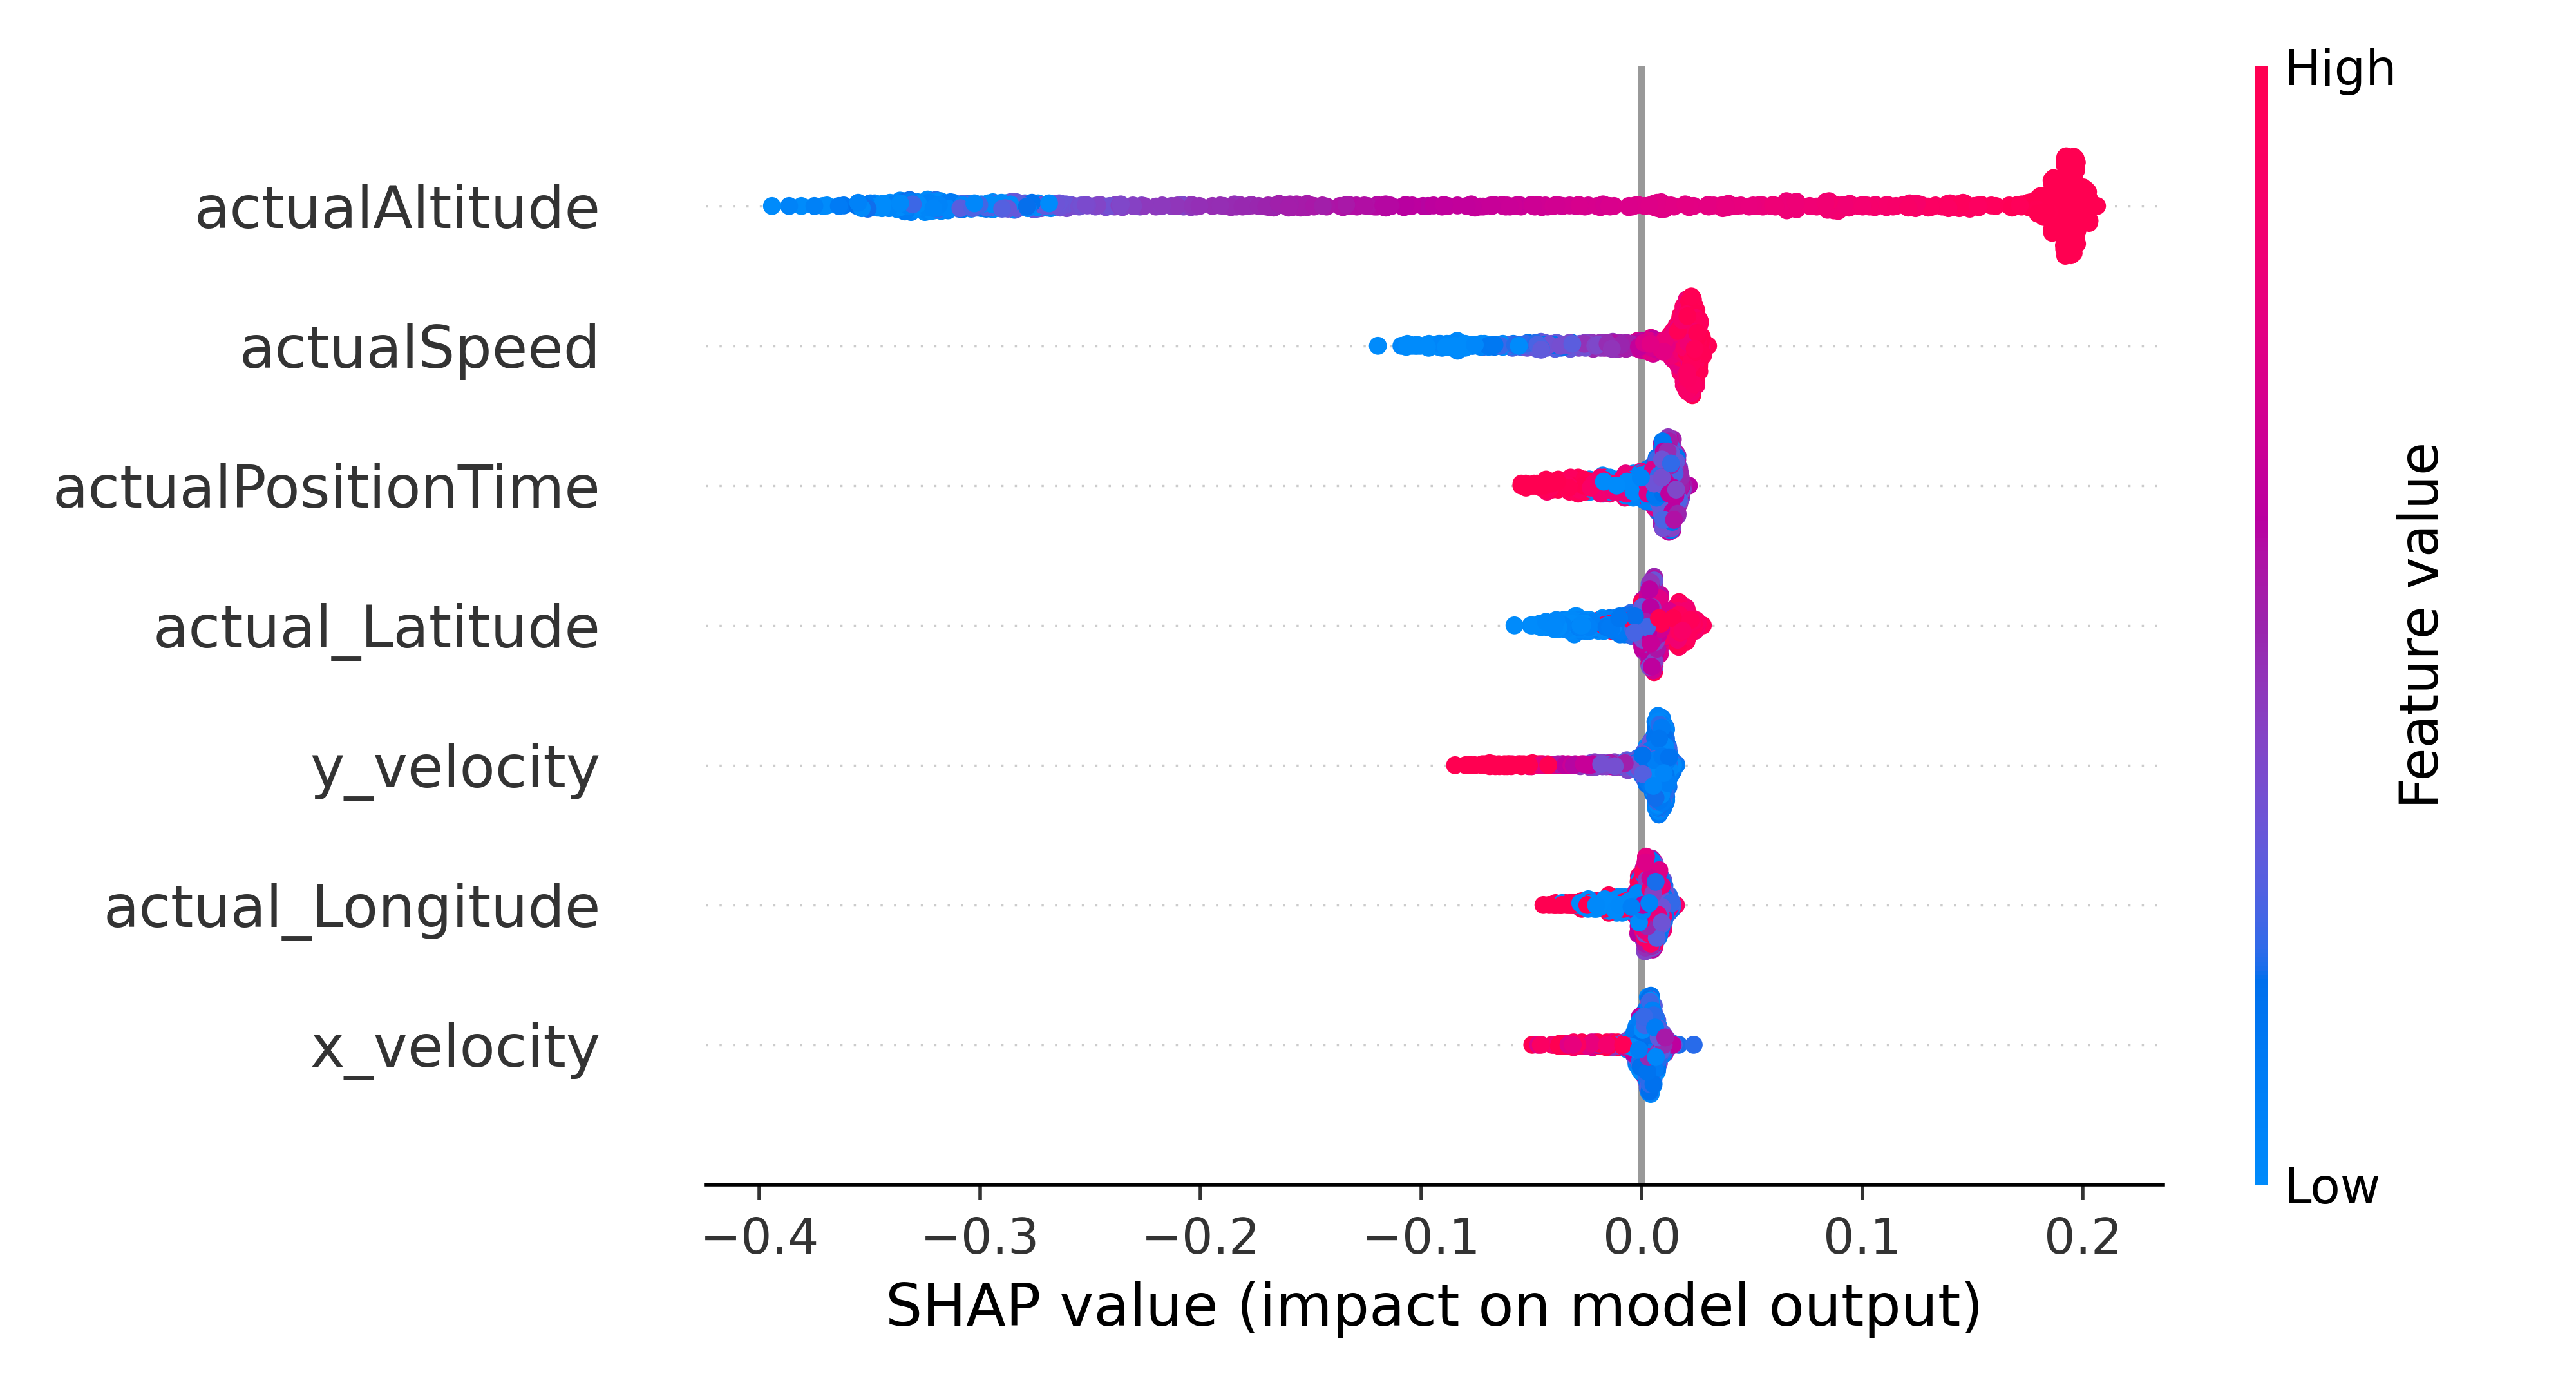 High
actualAltitude
actualSpeed
actualPositionTime
actual_Latitude
y_velocity
actual_Longitude
x_velocity
Feature value
Low
−0.4 −0.3 −0.2 −0.1 0.0 0.1 0.2
SHAP value (impact on model output)